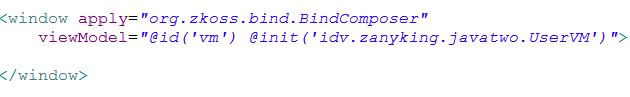 <window apply="org.zkoss.bind.BindComposer"
viewModel="@id('vm') @init('idv.zanyking.javatwo.UserVM')">
</window>